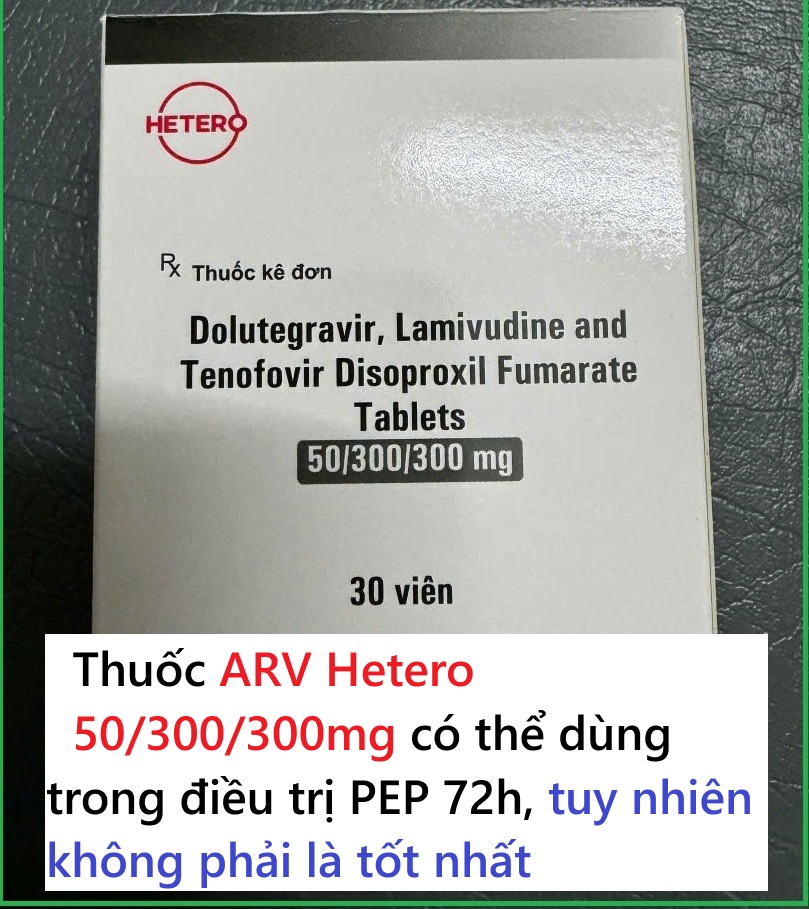 HETERO
Rx Thuốc kê đơn
Dolutegravir, Lamivudine and
Tenofovir Disoproxil Fumarate
Tablets
50/300/300 mg
30 viên
Thuốc ARV Hetero
50/300/300mg có thể dùng
trong điều trị PEP 72h, tuy nhiên
không phải là tốt nhất